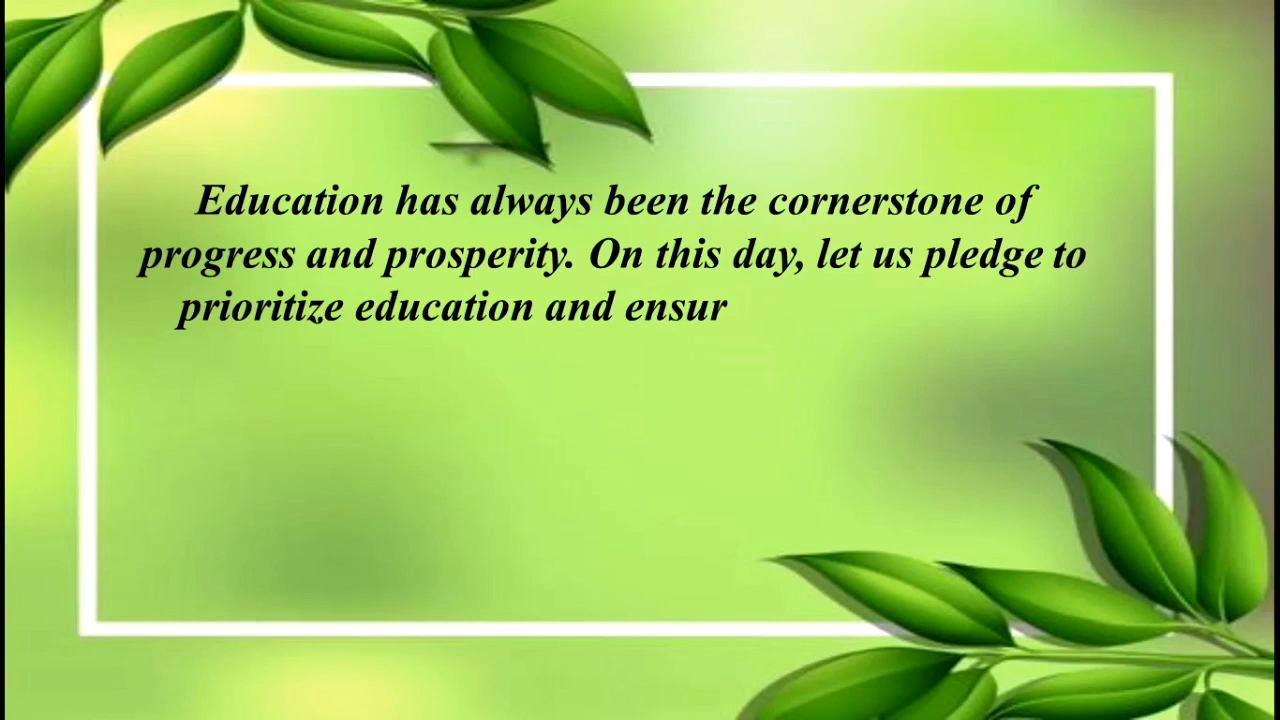 Education has always been the cornerstone of
progress and prosperity. On this day, let us pledge to
prioritize education and ensur